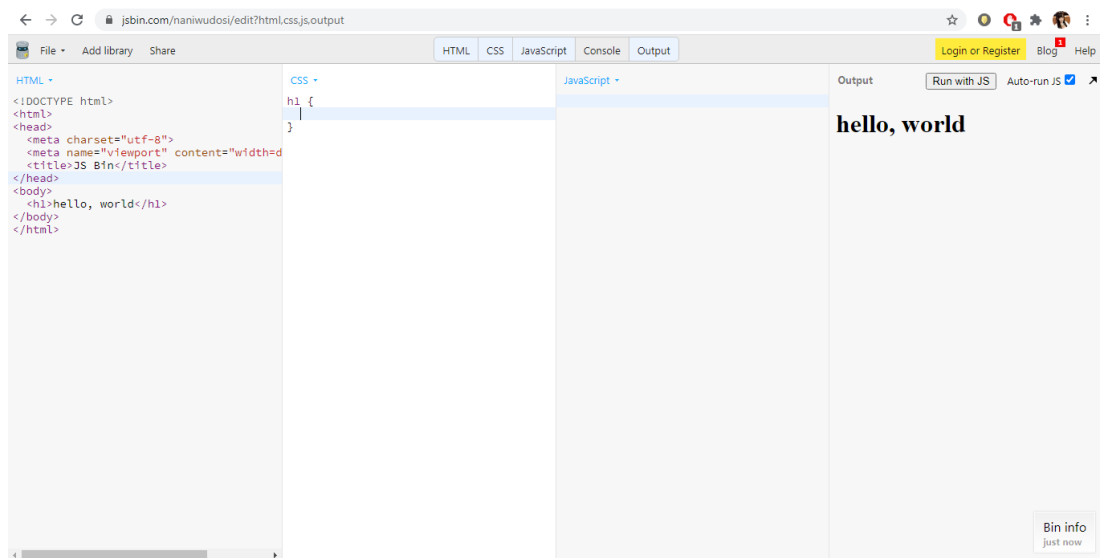 jsbin.com/naniwudosi/edit?html,css,js,output
1
File Add library Share HTML CSS JavaScript Console Output Login or Register Blog 1 Help
HTML
<!DOCTYPE html>
<html>
<head>
<meta charset="utf-8">
<meta name="viewport" content="width=d
<title>JS Bin</title>
</head>
<body>
<h1>hello, world</h1>
</body>
</html>
CSS
h1 {
}
JavaScript
Output Run with JS Auto-run JS
hello, world
Bin info
just now